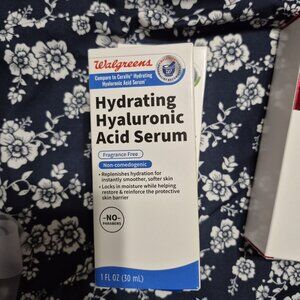 Walgreens
Compare to CeraVe® Hydrating
Hyaluronic Acid Serum
Hydrating
Hyaluronic
Acid Serum
Fragrance Free
Non-comedogenic
• Replenishes hydration for
instantly smoother, softer skin
• Locks in moisture while helping
restore & reinforce the protective
skin barrier
NO
PARABENS
1 FL OZ (30 mL)